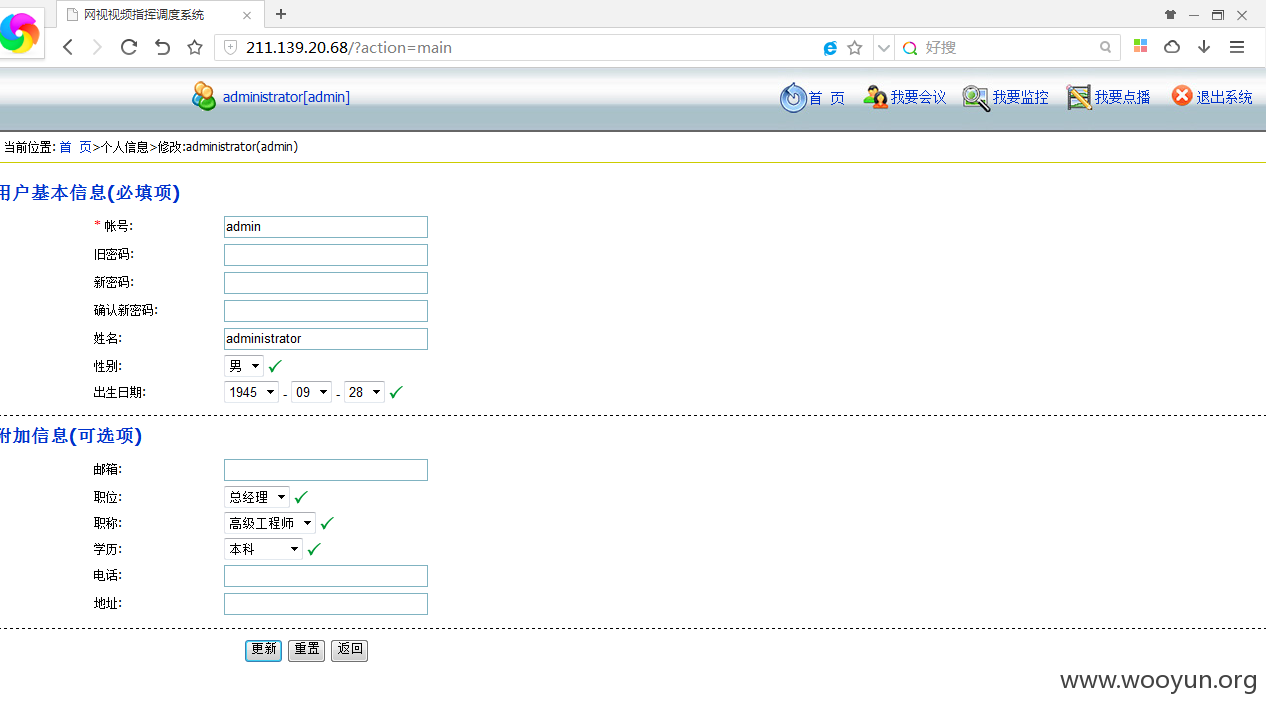 网视视频指挥调度系统
211.139.20.68/?action=main
好搜
administrator[admin]
首 页 我要会议 我要监控 我要点播 退出系统
当前位置: 首 页>个人信息>修改:administrator(admin)
用户基本信息(必填项)
* 帐号: admin
旧密码:
新密码:
确认新密码:
姓名: administrator
性别: 男
出生日期: 1945 - 09 - 28
附加信息(可选项)
邮箱:
职位: 总经理
职称: 高级工程师
学历: 本科
电话:
地址:
更新 重置 返回
www.wooyun.org